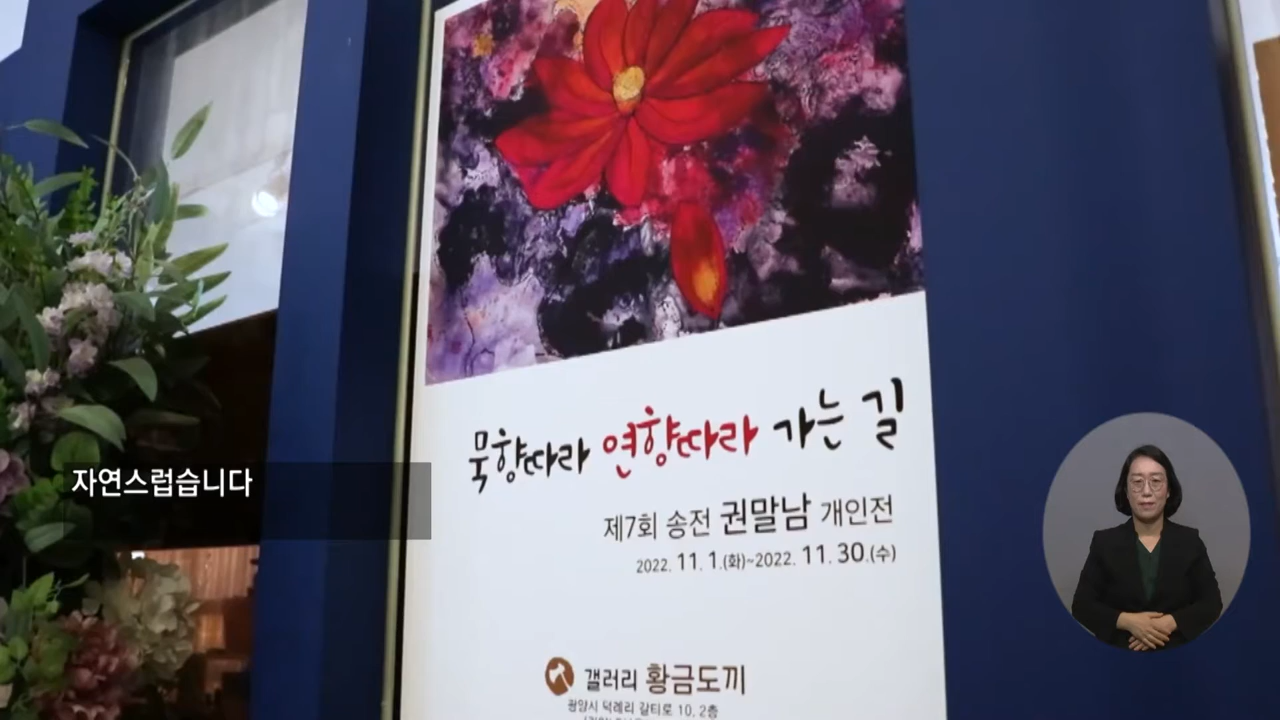 묵향따라 연향따라 가는 길
자연스럽습니다
제7회 송전 권말남 개인전
2022. 11. 1.(화)~2022. 11. 30.(수)
갤러리 황금도끼
광양시 덕례리 길티로 10, 2층